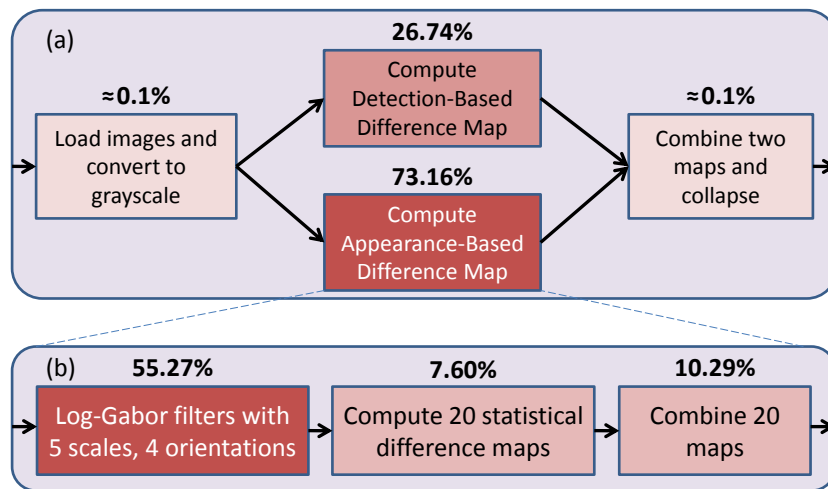 (a)
26.74%
Compute
Detection-Based
Difference Map
≈0.1%
Load images and
convert to
grayscale
≈0.1%
Combine two
maps and
collapse
73.16%
Compute
Appearance-Based
Difference Map
(b)
55.27%
Log-Gabor filters with
5 scales, 4 orientations
7.60%
Compute 20 statistical
difference maps
10.29%
Combine 20
maps